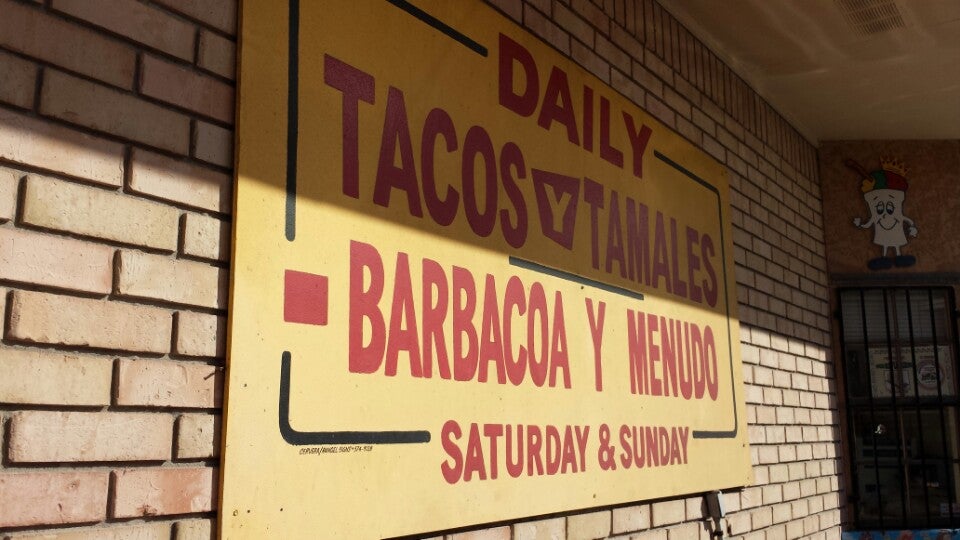 DAILY
TACOS Y TAMALES
BARBACOA Y MENUDO
SATURDAY & SUNDAY